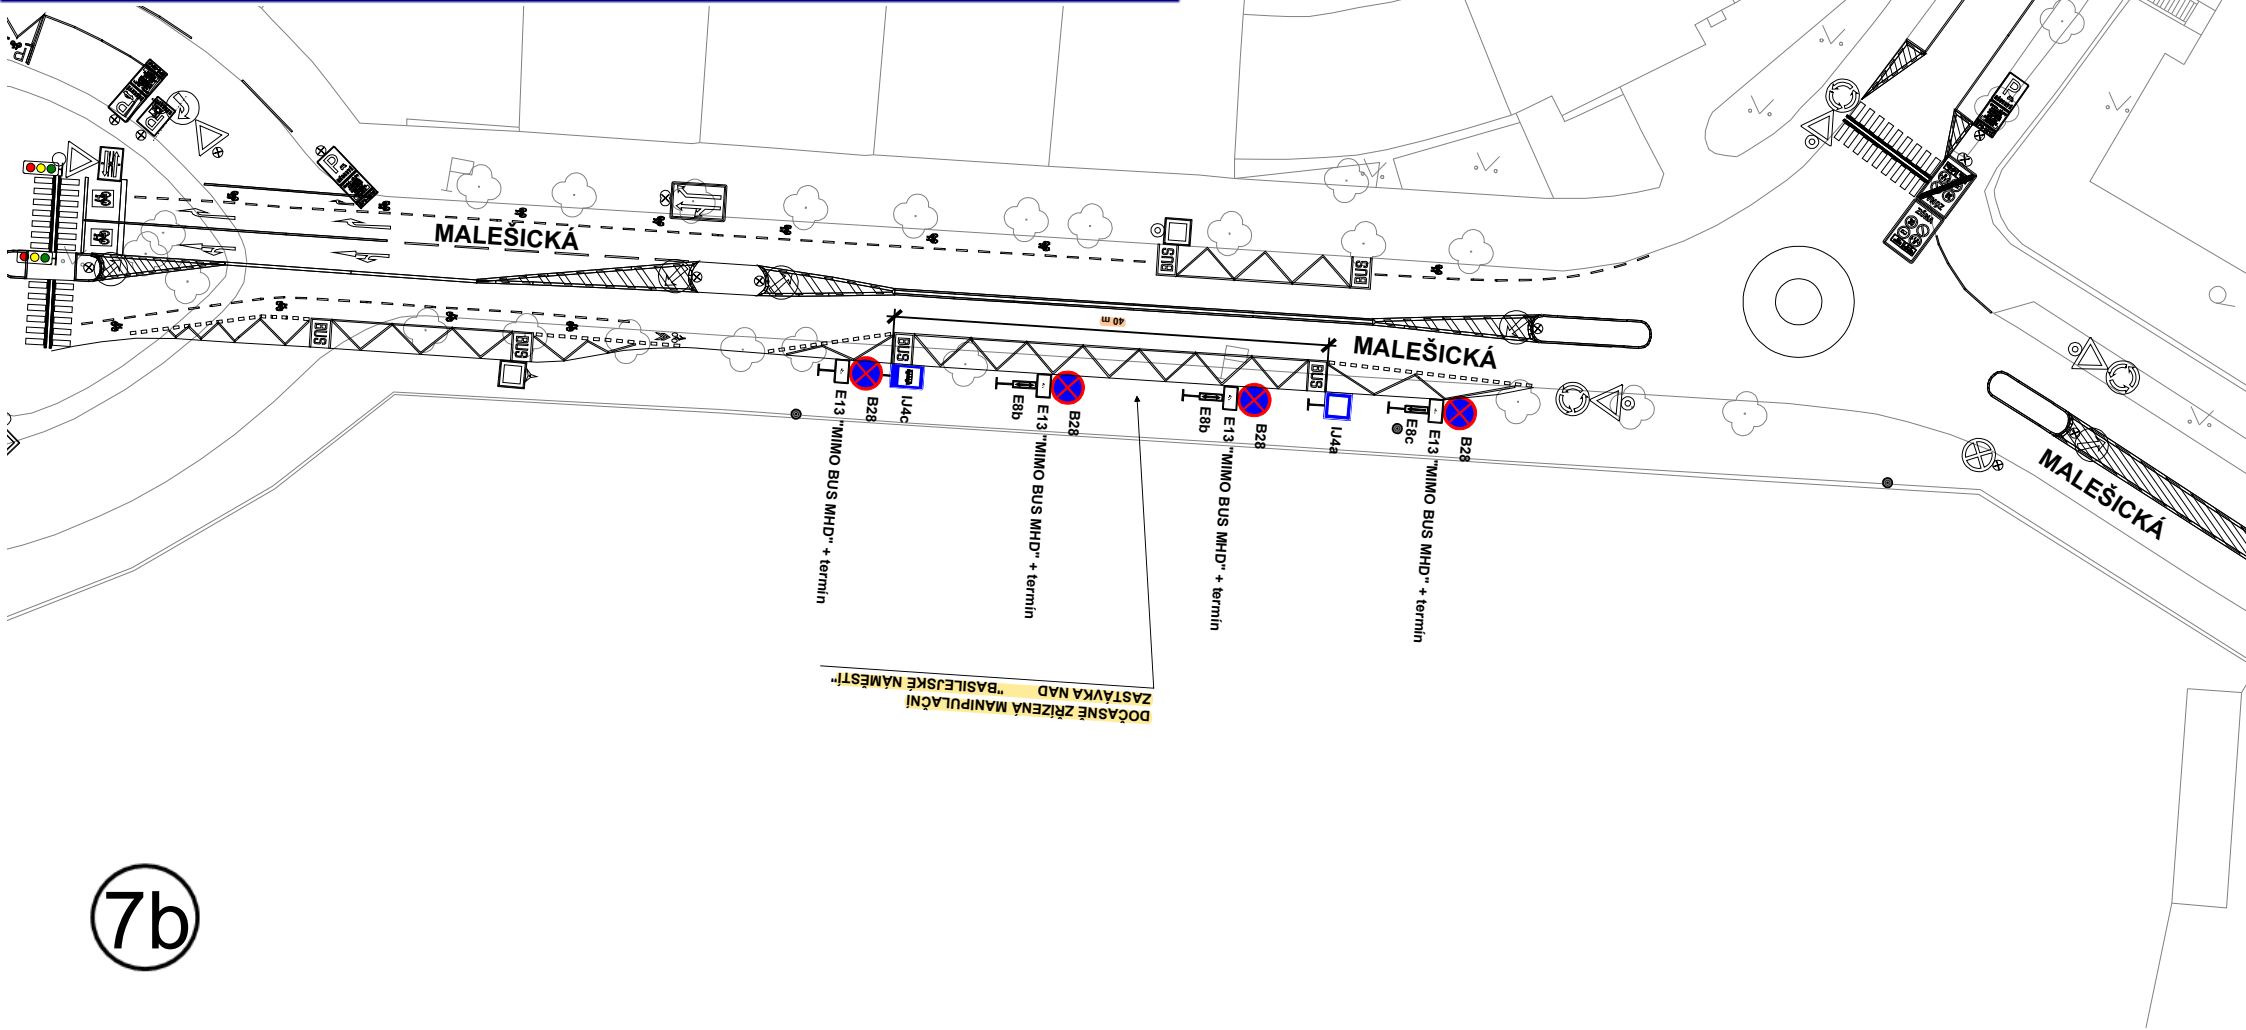 MALEŠICKÁ
BUS
BUS
BUS
BUS
40 m
BUS
BUS
MALEŠICKÁ
MALEŠICKÁ
E13 "MIMO BUS MHD" + termín
B28
IJ4c
E8b
E13 "MIMO BUS MHD" + termín
B28
E8b
E13 "MIMO BUS MHD" + termín
B28
IJ4a
E8c
E13 "MIMO BUS MHD" + termín
B28
DOČASNĚ ZŘÍZENÁ MANIPULAČNÍ
ZASTÁVKA NAD "BASILEJSKÉ NÁMĚSTÍ"
P
P
7b